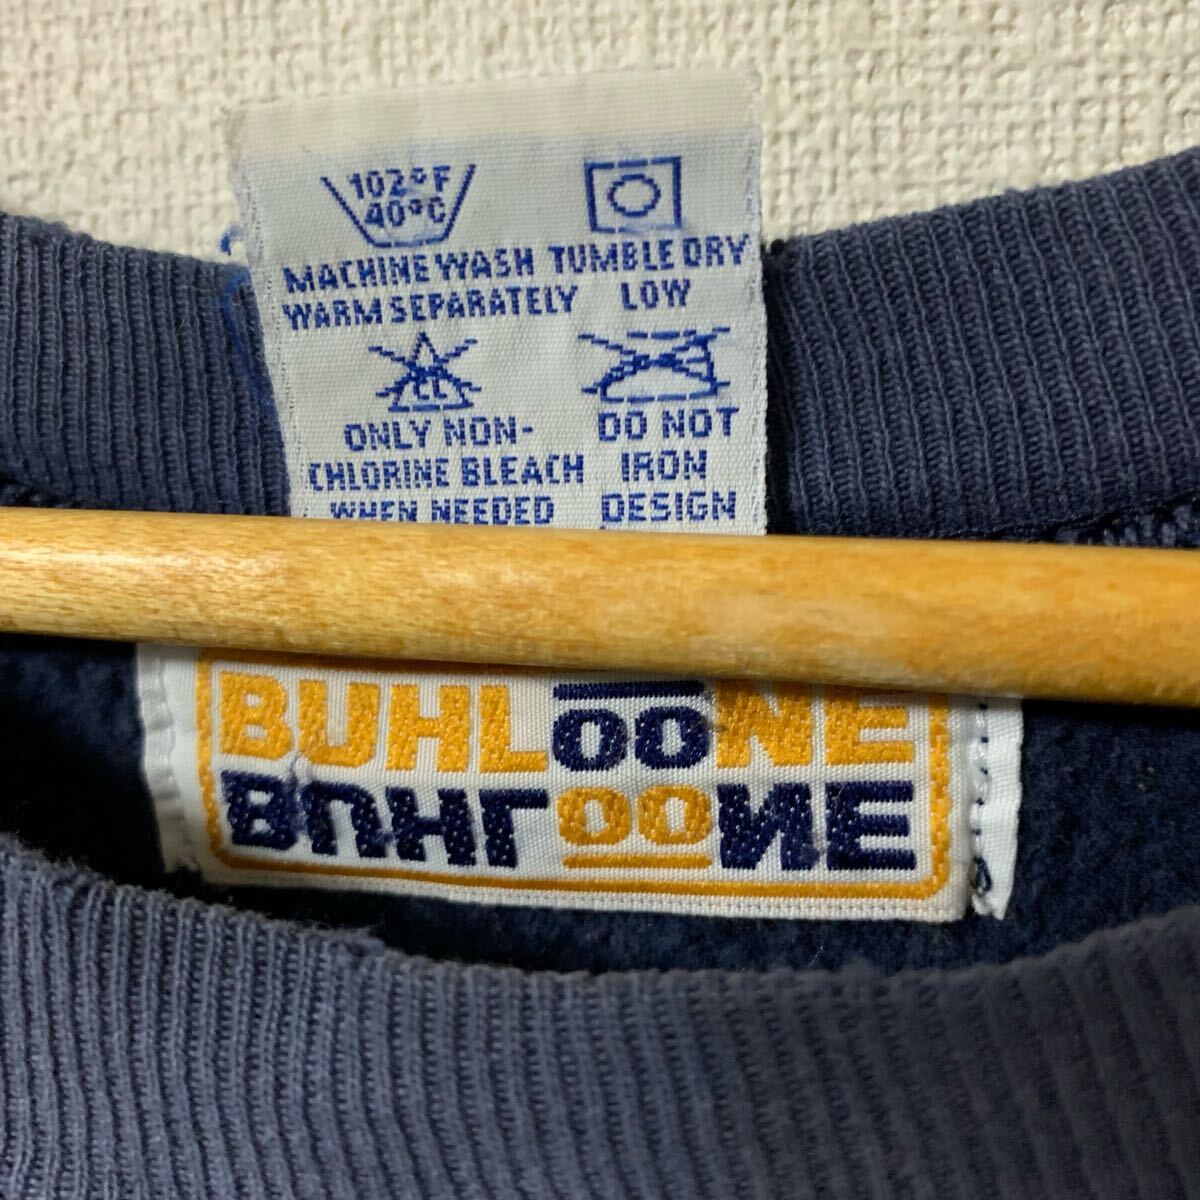 102°F
40°C
MACHINE WASH
WARM SEPARATELY
TUMBLE DRY
LOW
CL
ONLY NON-
CHLORINE BLEACH
WHEN NEEDED
DO NOT
IRON
DESIGN
BUHLOONE
BUHLOONE